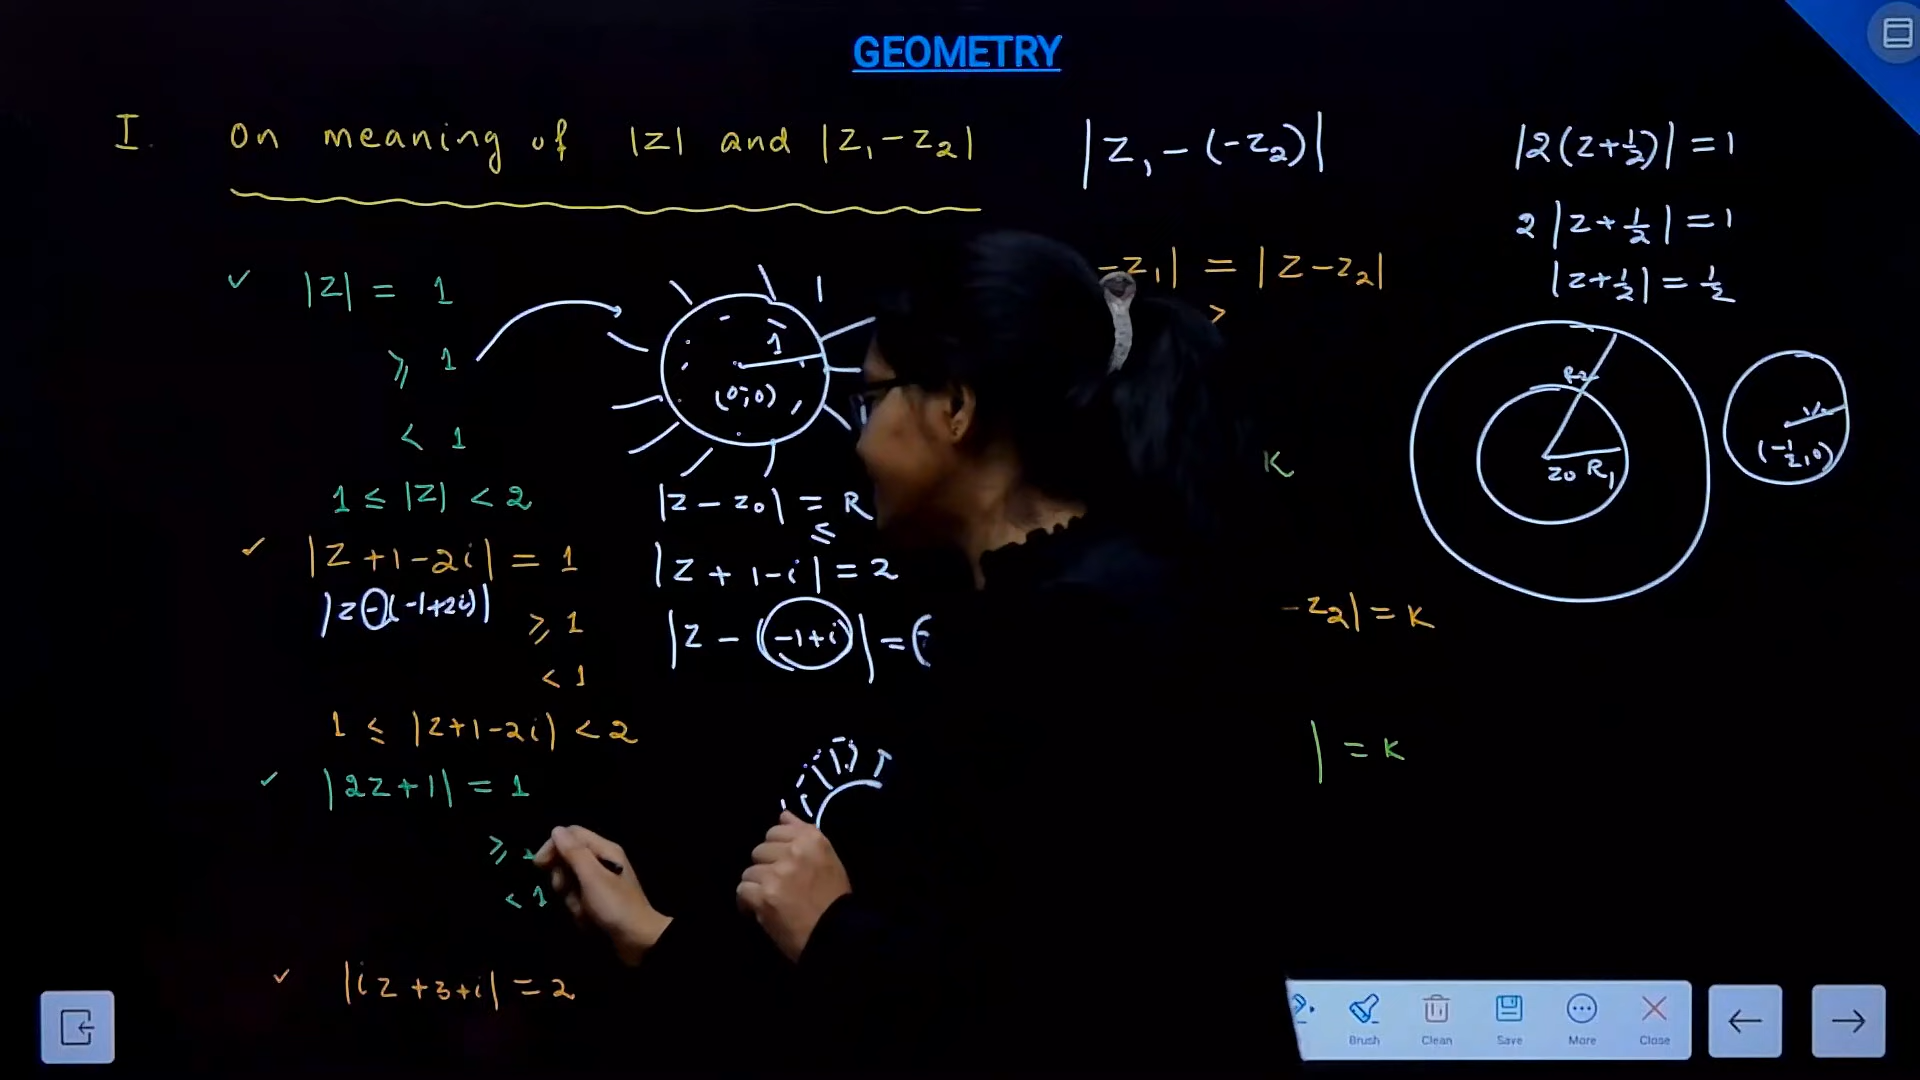 GEOMETRY
I. On meaning of |z| and |z₁-z₂|
|z₁-(-z₂)|
|2(z+½)| = 1
2|z+½| = 1
|z+½| = ½
-z₁| = |z-z₂|
>
|z| = 1
⩾ 1
< 1
1 ≤ |z| < 2
1
(0,0)
|z-z₀| = R
≤
|z+1-i| = 2
|z-(-1+i)| =
K
R₂
z₀ R₁
(-½,0)
|z+1-2i| = 1
|z-(-1+2i)|
⩾ 1
< 1
1 ≤ |z+1-2i| < 2
-z₂| = K
| = K
|2z+1| = 1
⩾
< 1
|iz+3+i| = 2
Brush
Clean
Save
More
Close